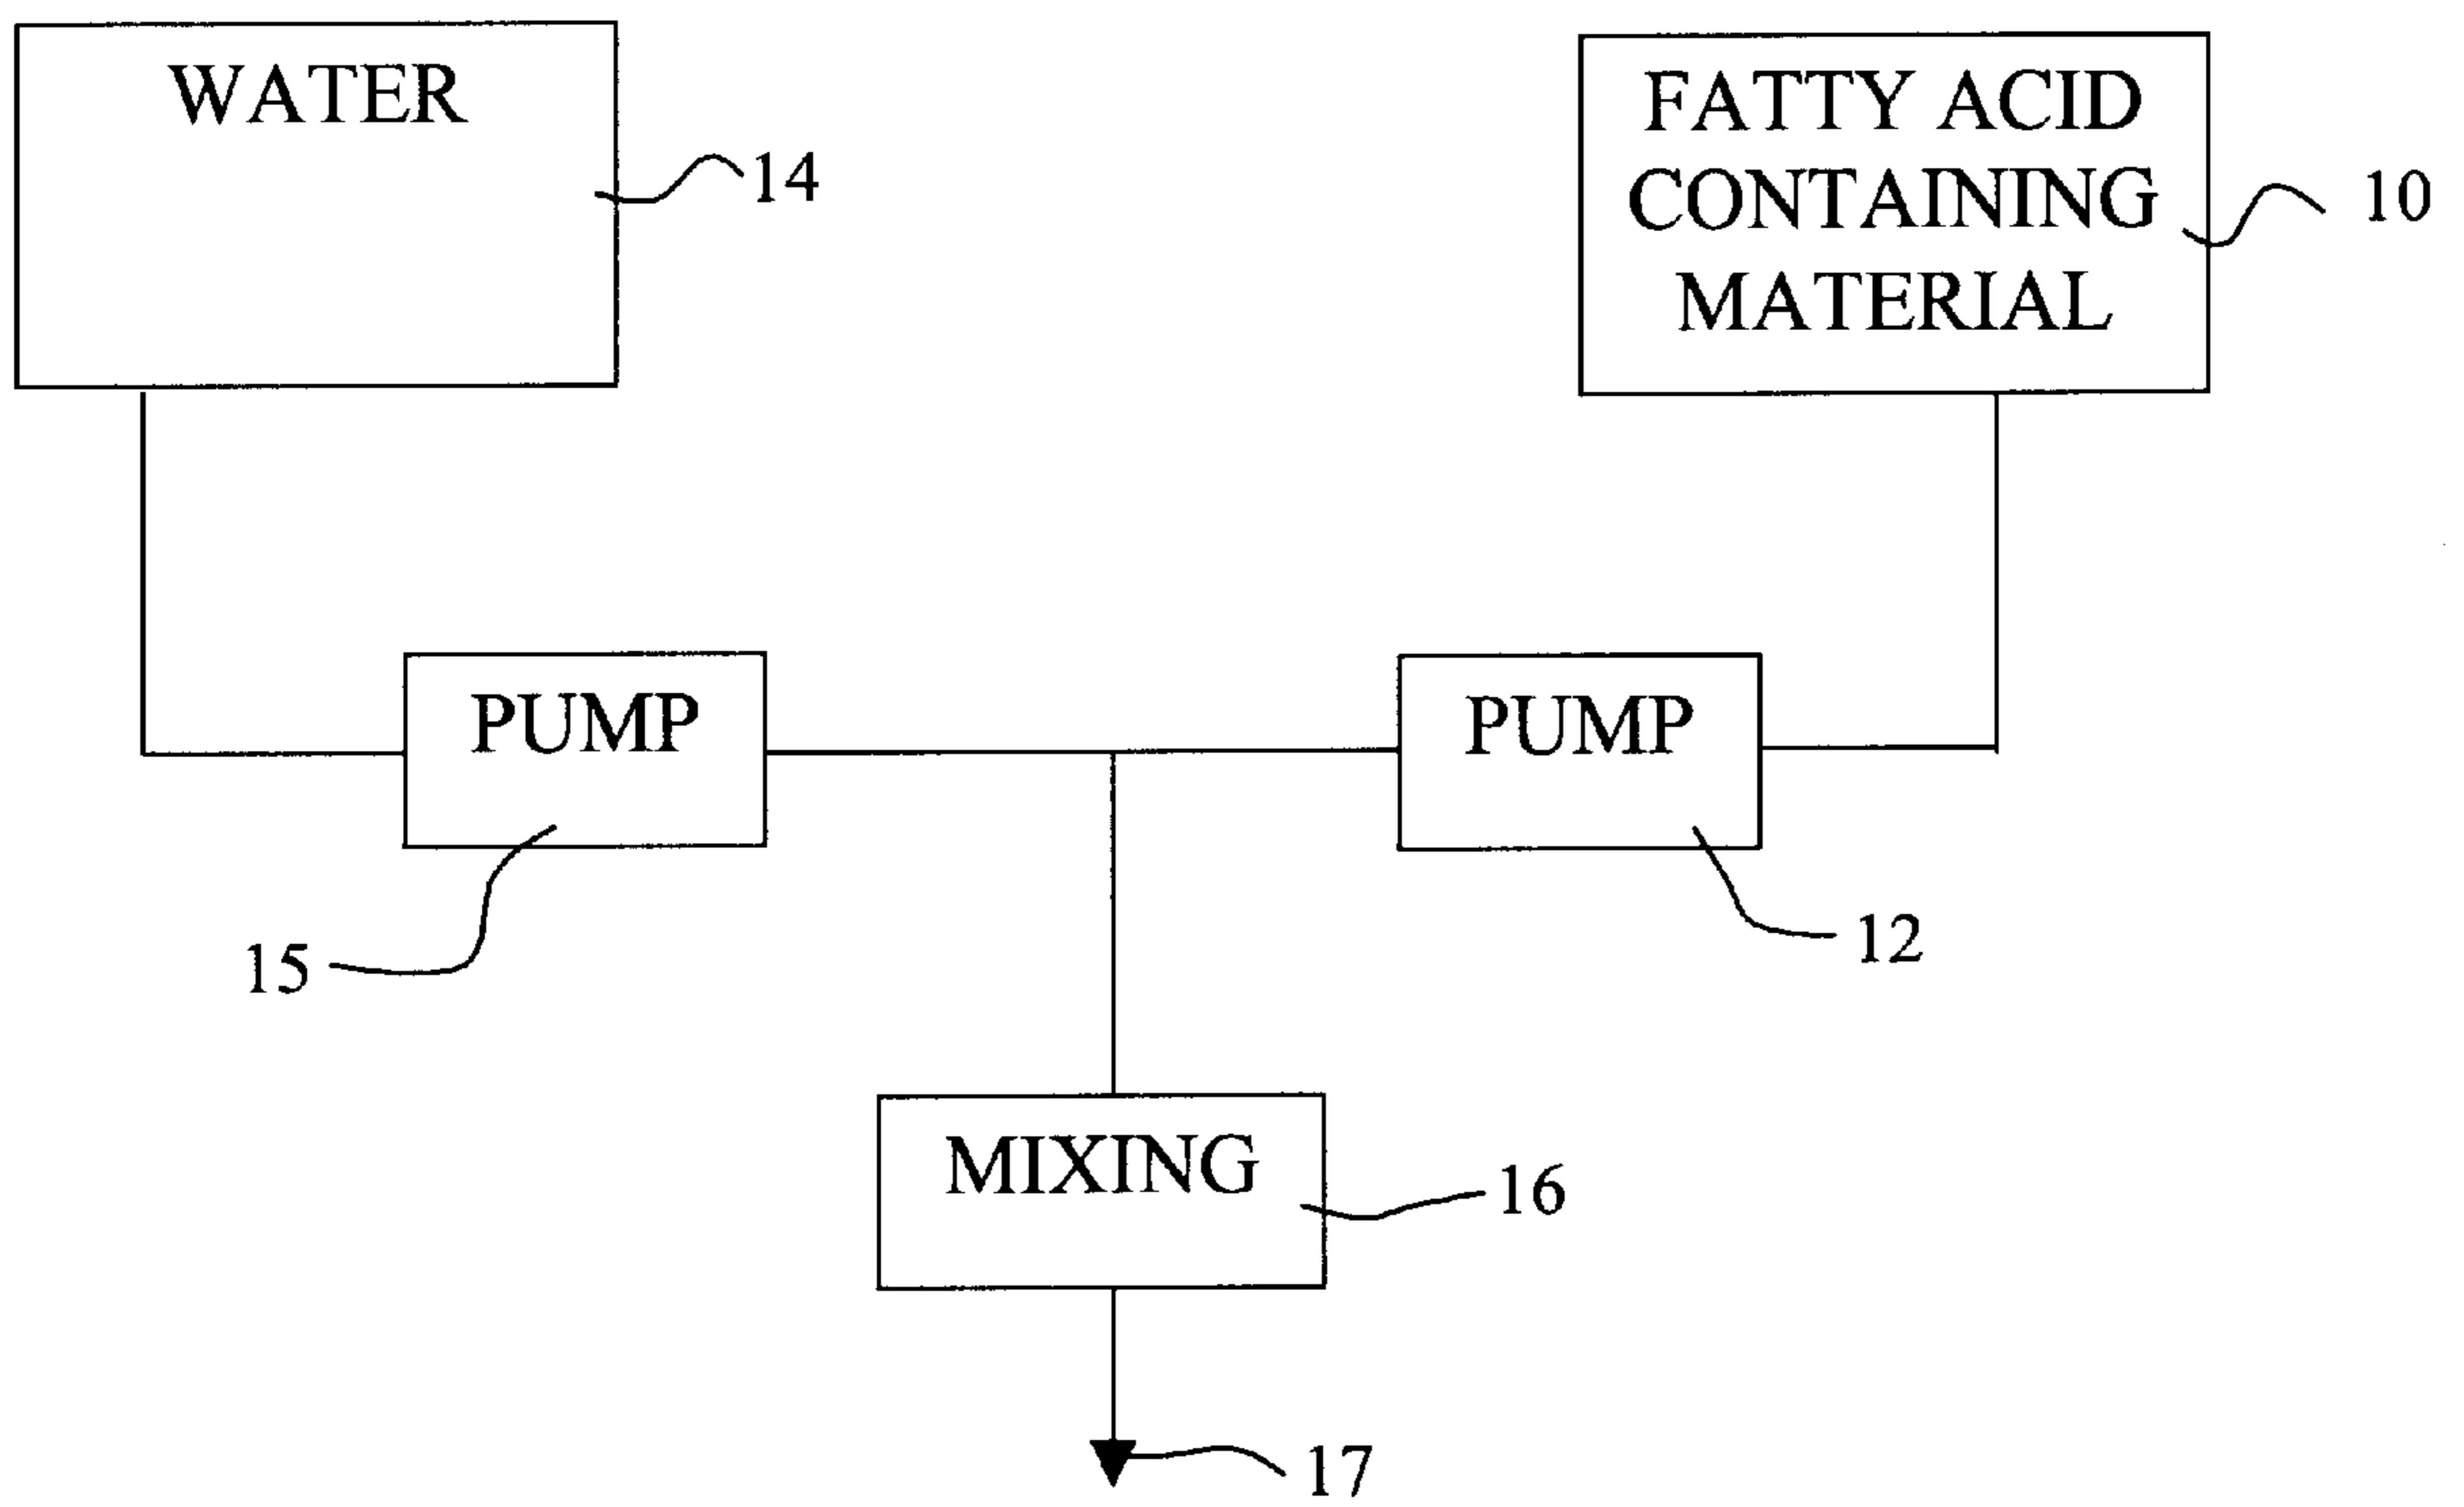 WATER
14
FATTY ACID
CONTAINING
MATERIAL
10
PUMP
15
PUMP
12
MIXING
16
17